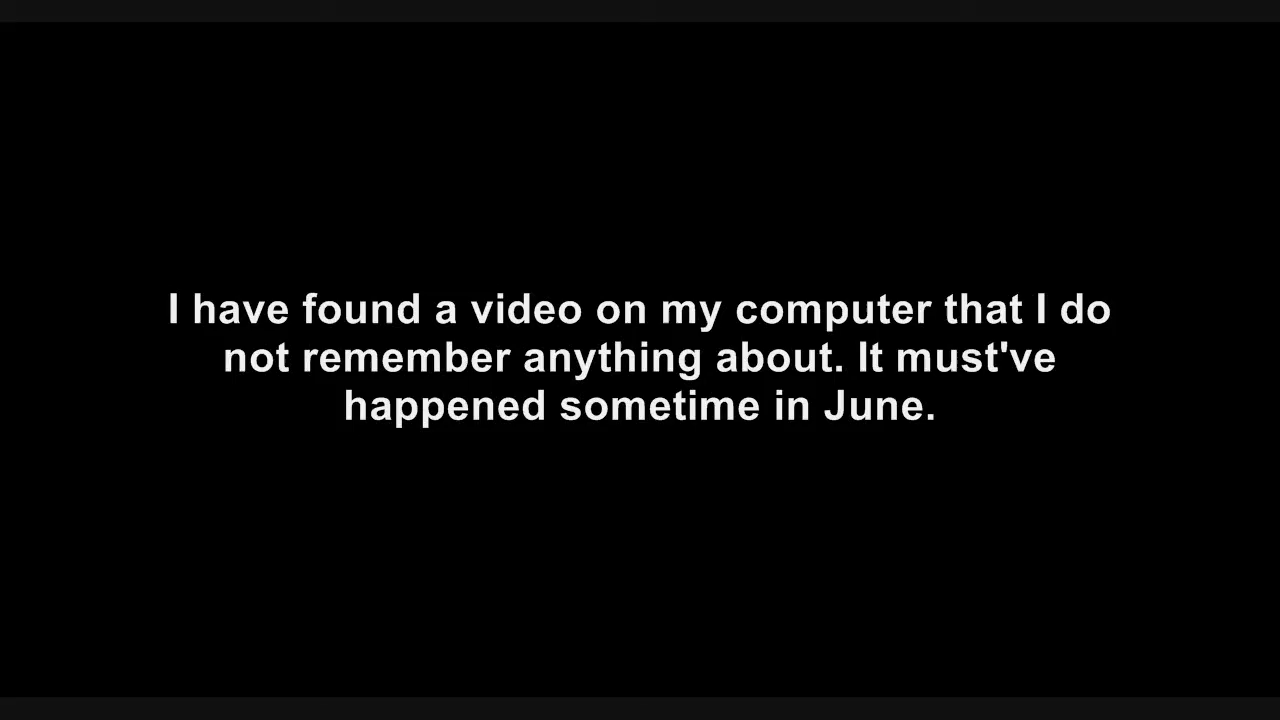 I have found a video on my computer that I do
not remember anything about. It must've
happened sometime in June.